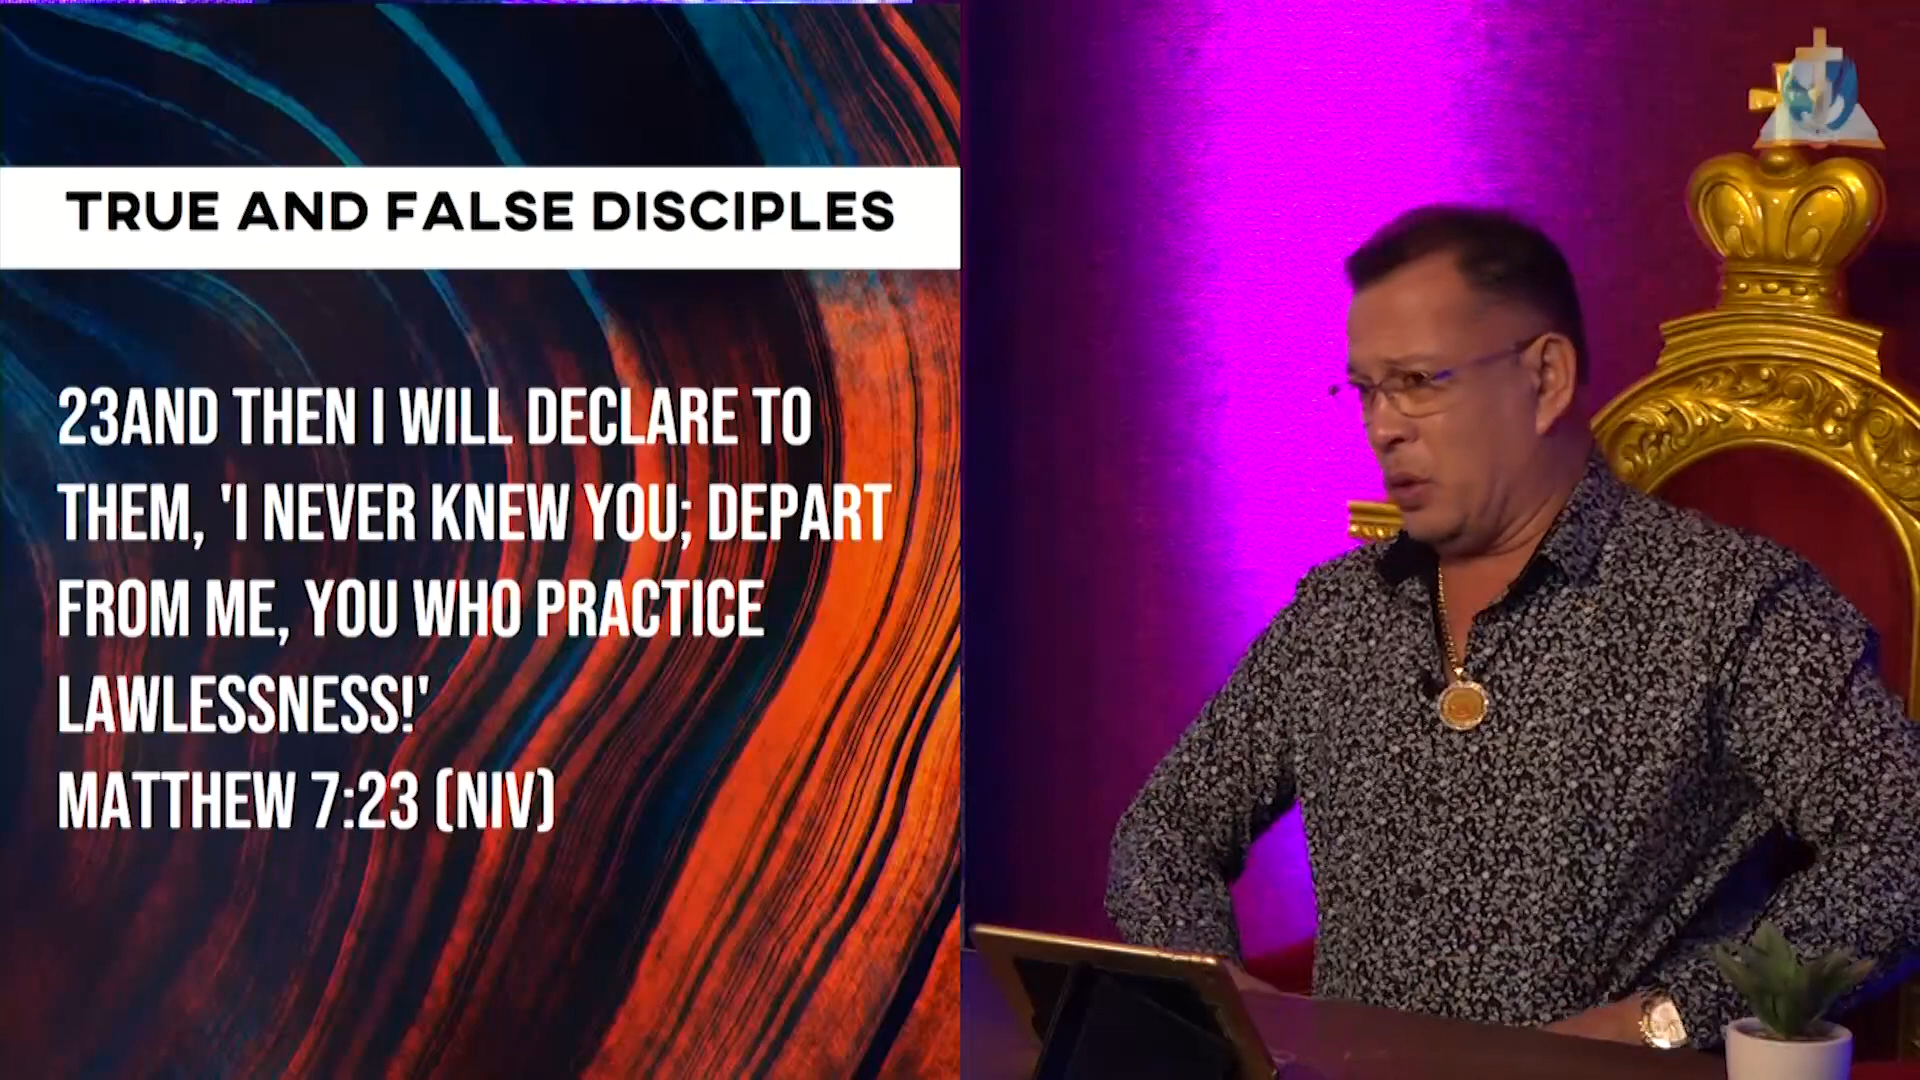 TRUE AND FALSE DISCIPLES
23AND THEN I WILL DECLARE TO
THEM, 'I NEVER KNEW YOU; DEPART
FROM ME, YOU WHO PRACTICE
LAWLESSNESS!'
MATTHEW 7:23 (NIV)